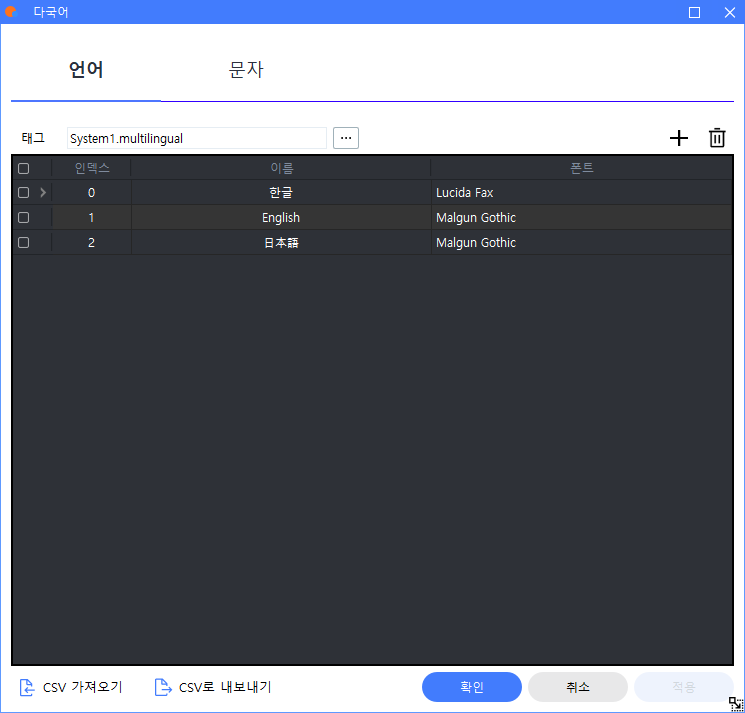 다국어
언어 문자
태그 System1.multilingual ...
인덱스 이름 폰트
0 한글 Lucida Fax
1 English Malgun Gothic
2 日本語 Malgun Gothic
CSV 가져오기 CSV로 내보내기 확인 취소 적용